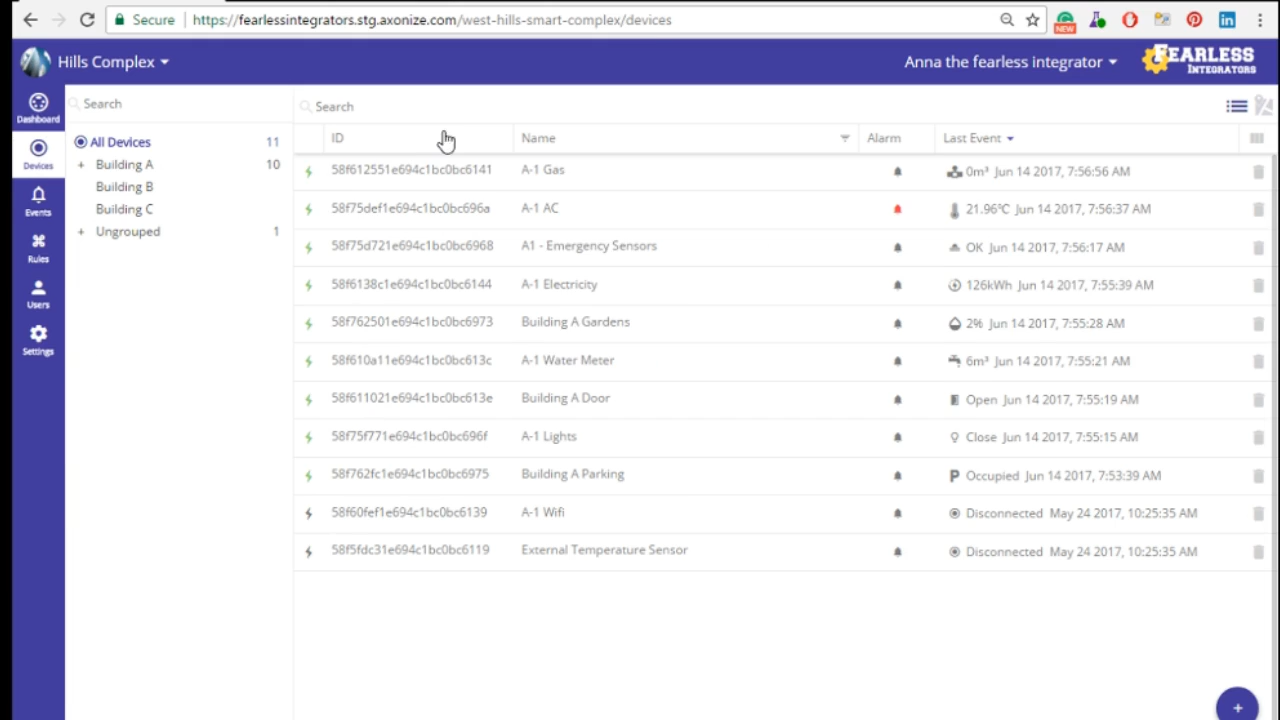 Secure https://fearlessintegrators.stg.axonize.com/west-hills-smart-complex/devices
NEW
Hills Complex
Anna the fearless integrator
FEARLESS
INTEGRATORS
Dashboard
Devices
Events
Rules
Users
Settings
Search
All Devices 11
+ Building A 10
Building B
Building C
+ Ungrouped 1
Search
ID Name Alarm Last Event
58f612551e694c1bc0bc6141 A-1 Gas 0m³ Jun 14 2017, 7:56:56 AM
58f75def1e694c1bc0bc696a A-1 AC 21.96℃ Jun 14 2017, 7:56:37 AM
58f75d721e694c1bc0bc6968 A1 - Emergency Sensors OK Jun 14 2017, 7:56:17 AM
58f6138c1e694c1bc0bc6144 A-1 Electricity 126kWh Jun 14 2017, 7:55:39 AM
58f762501e694c1bc0bc6973 Building A Gardens 2% Jun 14 2017, 7:55:28 AM
58f610a11e694c1bc0bc613c A-1 Water Meter 6m³ Jun 14 2017, 7:55:21 AM
58f611021e694c1bc0bc613e Building A Door Open Jun 14 2017, 7:55:19 AM
58f75f771e694c1bc0bc696f A-1 Lights Close Jun 14 2017, 7:55:15 AM
58f762fc1e694c1bc0bc6975 Building A Parking P Occupied Jun 14 2017, 7:53:39 AM
58f60fef1e694c1bc0bc6139 A-1 Wifi Disconnected May 24 2017, 10:25:35 AM
58f5fdc31e694c1bc0bc6119 External Temperature Sensor Disconnected May 24 2017, 10:25:35 AM
+